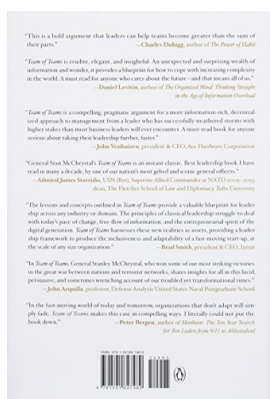 "This is a bold argument that leaders can help teams become greater than the sum
of their parts."
—Charles Duhigg, author of The Power of Habit
"Team of Teams is erudite, elegant, and insightful. An unexpected and surprising wealth of
information and wonder, it provides a blueprint for how to cope with increasing complexity
in the world. A must read for anyone who cares about the future—and that means all of us."
—Daniel Levitin, author of The Organized Mind: Thinking Straight
in the Age of Information Overload
"Team of Teams is a compelling, pragmatic argument for a more information-rich, decentral-
ized approach to management from a leader who has successfully weathered storms with
higher stakes than most business leaders will ever encounter. A must-read book for anyone
serious about taking their leadership further, faster."
—John Venhuizen, president & CEO, Ace Hardware Corporation
"General Stan McChrystal's Team of Teams is an instant classic. Best leadership book I have
read in many a decade, by one of our nation's most gifted and iconic general officers."
—Admiral James Stavridis, USN (Ret), Supreme Allied Commander at NATO 2009–2013,
dean, The Fletcher School of Law and Diplomacy, Tufts University
"The lessons and concepts outlined in Team of Teams provide a valuable blueprint for leader-
ship across any industry or domain. The principles of classical leadership struggle to deal
with today's pace of change, free flow of information, and the entrepreneurial spirit of the
digital generation. Team of Teams harnesses these new realities as assets, providing a leader-
ship framework to produce the inclusiveness and adaptability of a fast-moving start-up, at
the scale of any size organization."
—Brad Smith, president & CEO, Intuit
"In Team of Teams, General Stanley McChrystal, who won some of our most striking victories
in the great war between nations and terrorist networks, shares insights for all in this lucid,
persuasive, and sometimes wrenching account of our troubled yet transformational times."
—John Arquilla, professor, Defense Analysis United States Naval Postgraduate School
"In the fast moving world of today and tomorrow, organizations that don't adapt will sim-
ply fade. Team of Teams makes this case in compelling ways. I literally could not put the
book down."
—Peter Bergen, author of Manhunt: The Ten-Year Search
for Bin Laden from 9/11 to Abbottabad